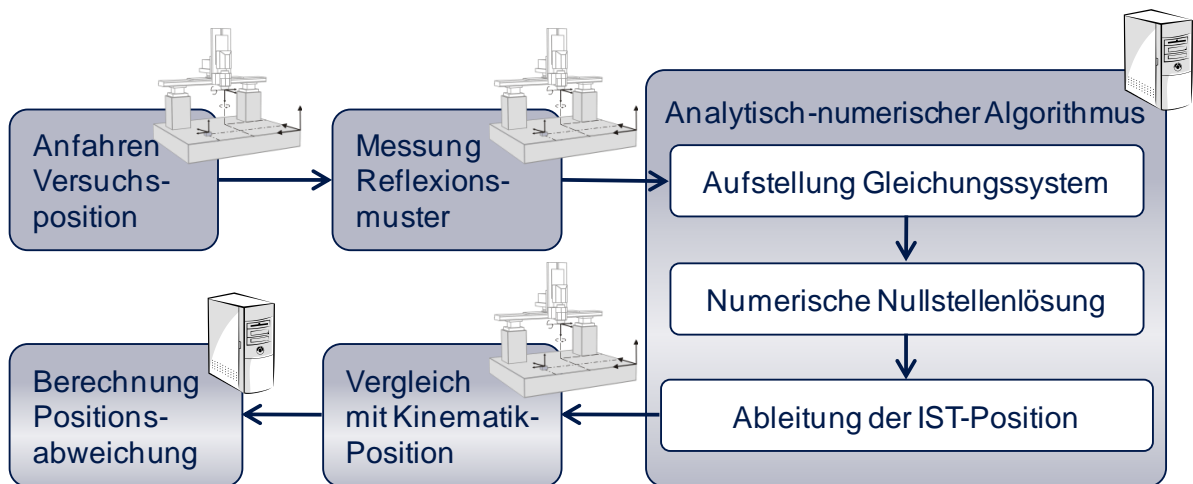 Anfahren
Versuchs-
position
Messung
Reflexions-
muster
Analytisch-numerischer Algorithmus
Aufstellung Gleichungssystem
Numerische Nullstellenlösung
Ableitung der IST-Position
Vergleich
mit Kinematik-
Position
Berechnung
Positions-
abweichung